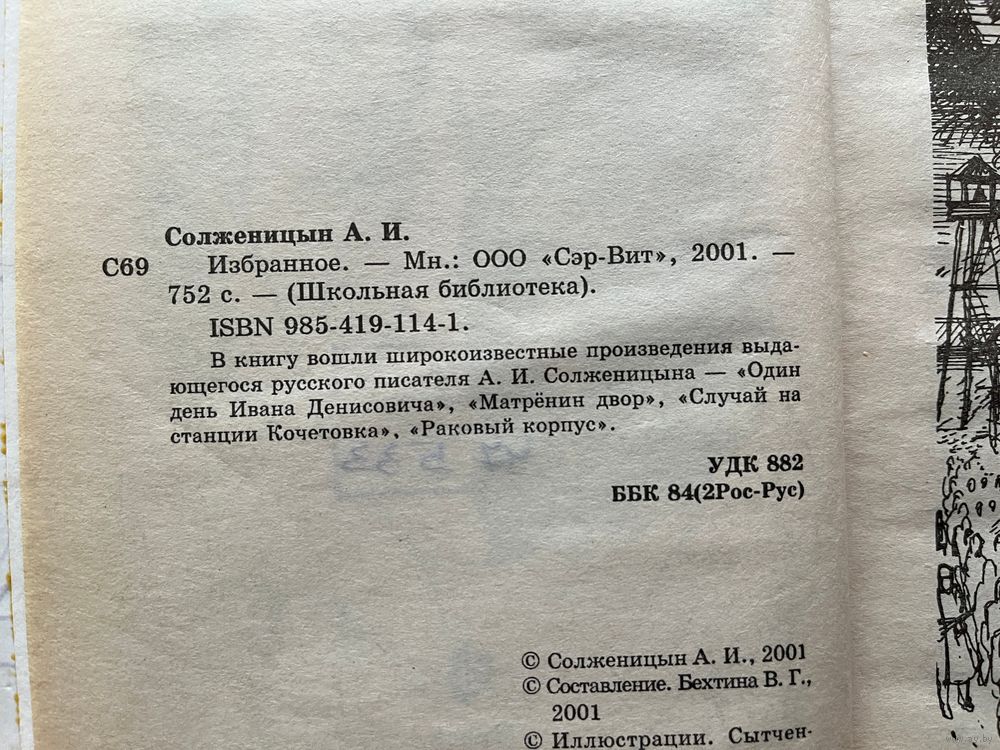 Солженицын А. И.
С69 Избранное. — Мн.: ООО «Сэр-Вит», 2001. —
752 с. — (Школьная библиотека).
ISBN 985-419-114-1.
В книгу вошли широкоизвестные произведения выда-
ющегося русского писателя А. И. Солженицына — «Один
день Ивана Денисовича», «Матрёнин двор», «Случай на
станции Кочетовка», «Раковый корпус».
УДК 882
ББК 84(2Рос-Рус)
© Солженицын А. И., 2001
© Составление. Бехтина В. Г.,
2001
© Иллюстрации. Сытчен-